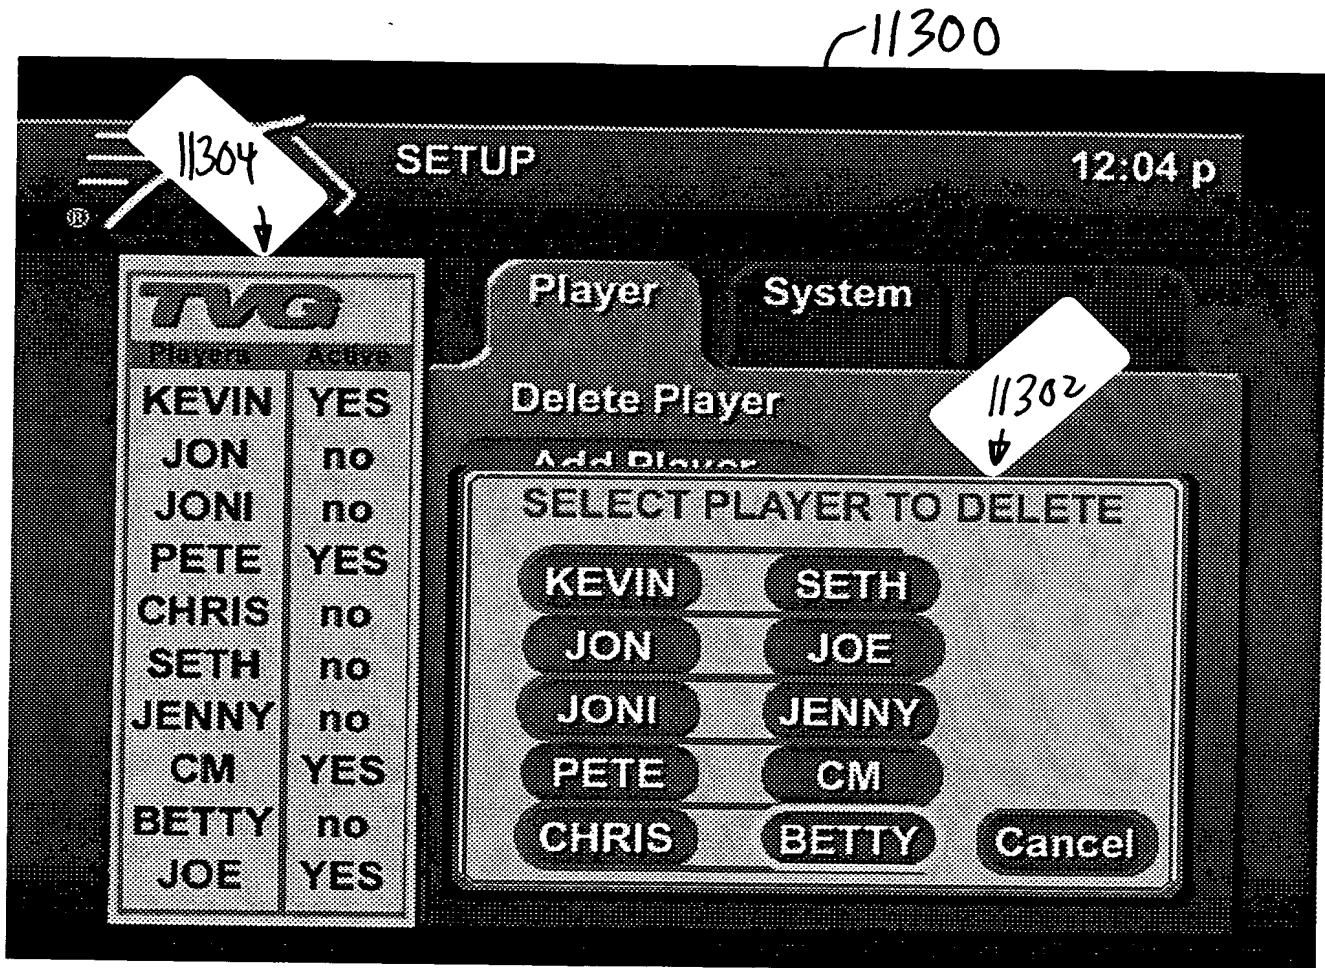 11300
11304
SETUP
12:04 p
®
TVG
Players Active
KEVIN YES
JON no
JONI no
PETE YES
CHRIS no
SETH no
JENNY no
CM YES
BETTY no
JOE YES
Player System
11302
Delete Player
Add Player
SELECT PLAYER TO DELETE
KEVIN SETH
JON JOE
JONI JENNY
PETE CM
CHRIS BETTY Cancel